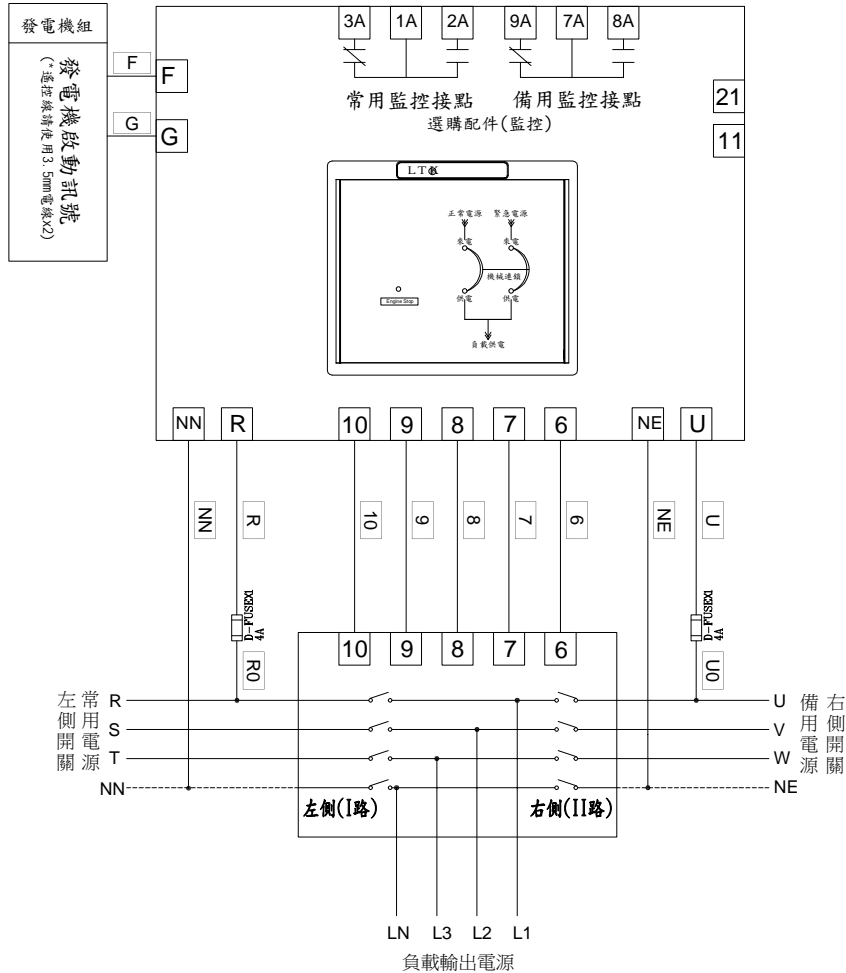 發電機組
發電機啟動訊號
(*遙控線請使用3.5mm電線x2)
F
G
F
G
3A 1A 2A 9A 7A 8A
常用監控接點 備用監控接點
選購配件(監控)
21
11
LTK
正常電源 緊急電源
來電 來電
機械連鎖
供電 供電
Engine Stop
負載供電
NN R 10 9 8 7 6 NE U
NN R 10 9 8 7 6 NE U
D-FUSEX1
4A
D-FUSEX1
4A
R0
U0
10 9 8 7 6
左側開關
常用電源
R
S
T
NN
U
V
W
NE
備用電源
右側開關
左側(I路) 右側(II路)
LN L3 L2 L1
負載輸出電源